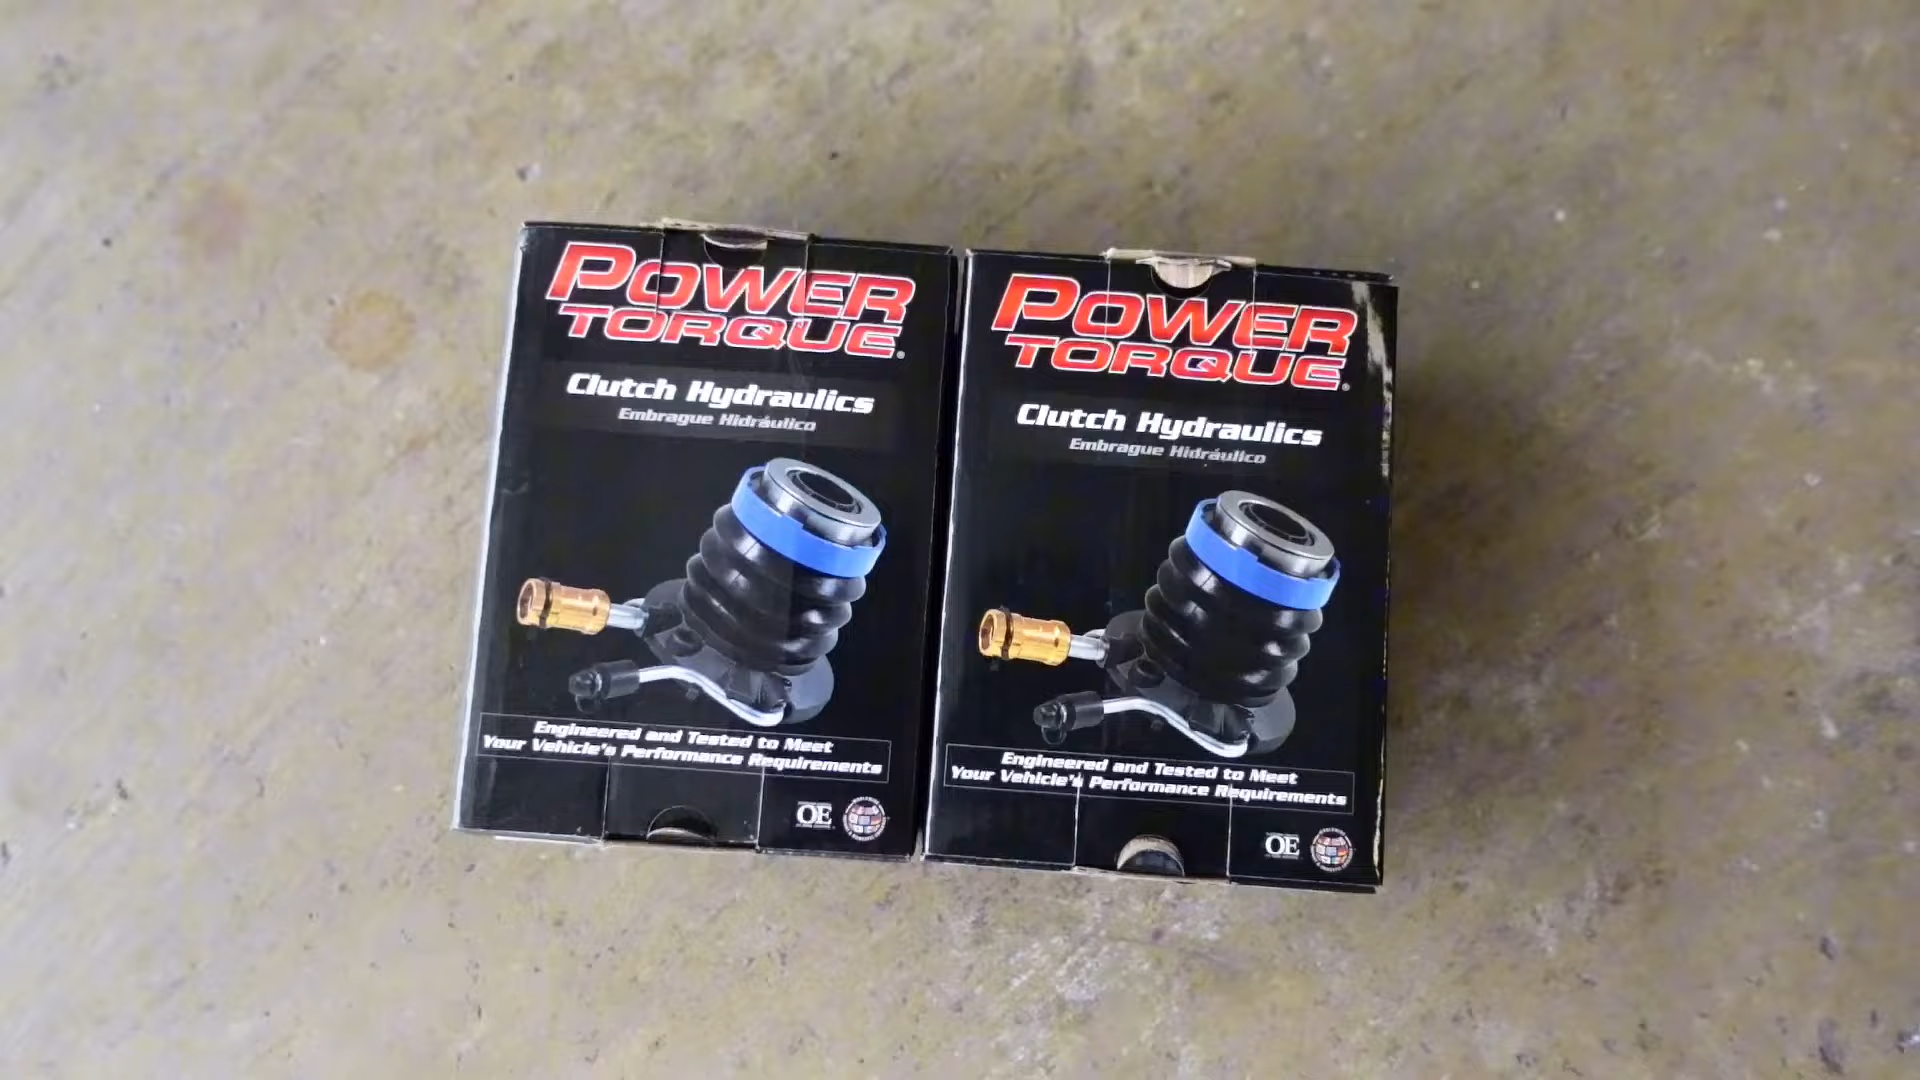 POWER
TORQUE®
Clutch Hydraulics
Embrague Hidráulico
Engineered and Tested to Meet
Your Vehicle's Performance Requirements
OE
POWER
TORQUE®
Clutch Hydraulics
Embrague Hidráulico
Engineered and Tested to Meet
Your Vehicle's Performance Requirements
OE